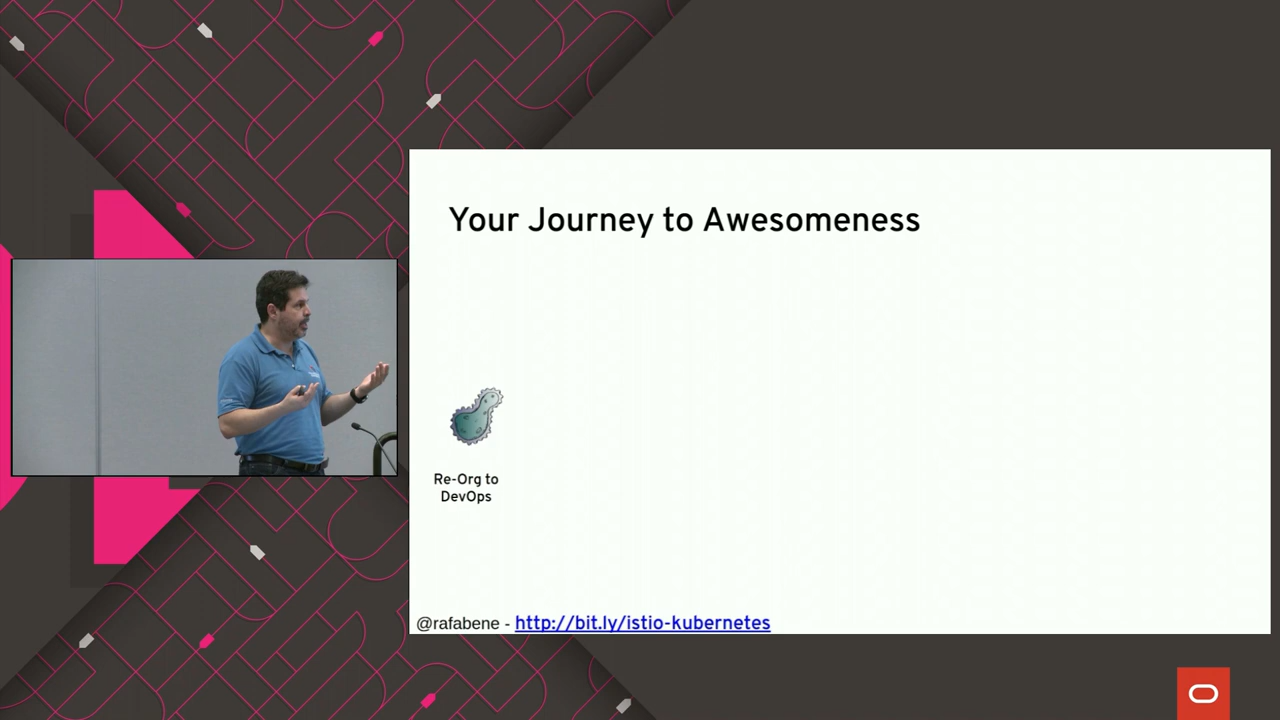 Your Journey to Awesomeness
Re-Org to
DevOps
@rafabene - http://bit.ly/istio-kubernetes